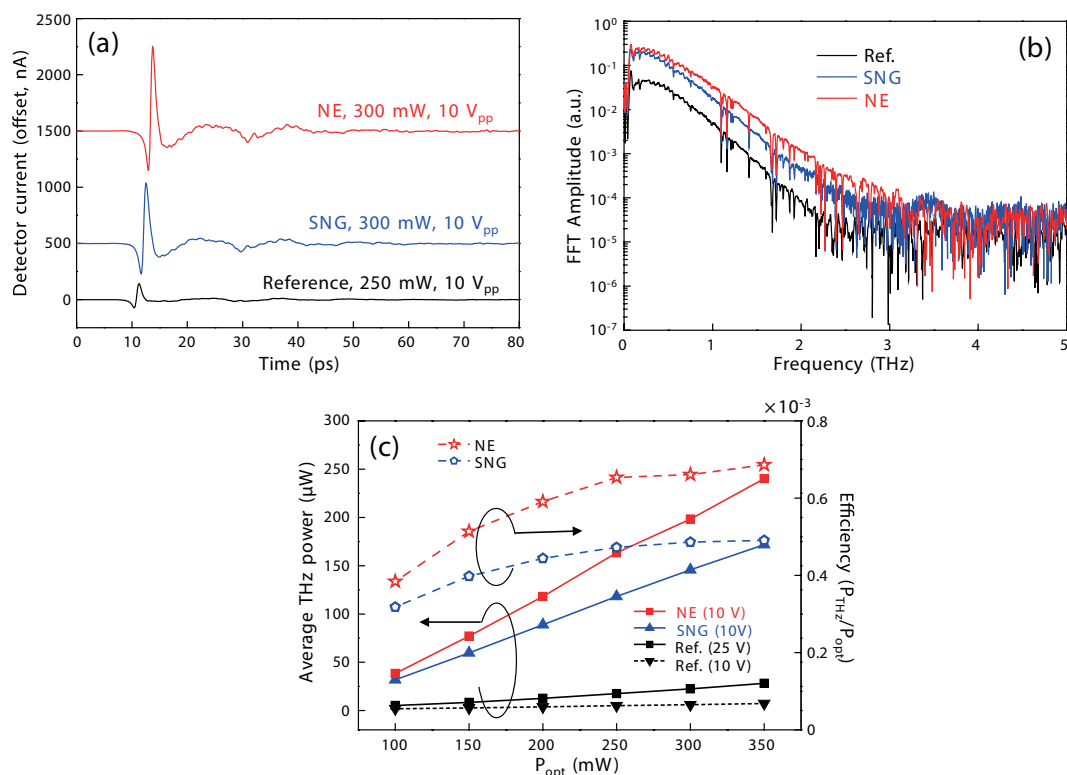 (a)
2500
2000
1500
1000
500
0
Detector current (offset, nA)
NE, 300 mW, 10 Vpp
SNG, 300 mW, 10 Vpp
Reference, 250 mW, 10 Vpp
0 10 20 30 40 50 60 70 80
Time (ps)
(b)
10^0
10^-1
10^-2
10^-3
10^-4
10^-5
10^-6
10^-7
FFT Amplitude (a.u.)
Ref.
SNG
NE
0 1 2 3 4 5
Frequency (THz)
(c)
300
250
200
150
100
50
0
Average THz power (μW)
NE
SNG
×10^-3
0.8
0.6
0.4
0.2
0
Efficiency (P_THz/P_opt)
NE (10 V)
SNG (10V)
Ref. (25 V)
Ref. (10 V)
100 150 200 250 300 350
P_opt (mW)